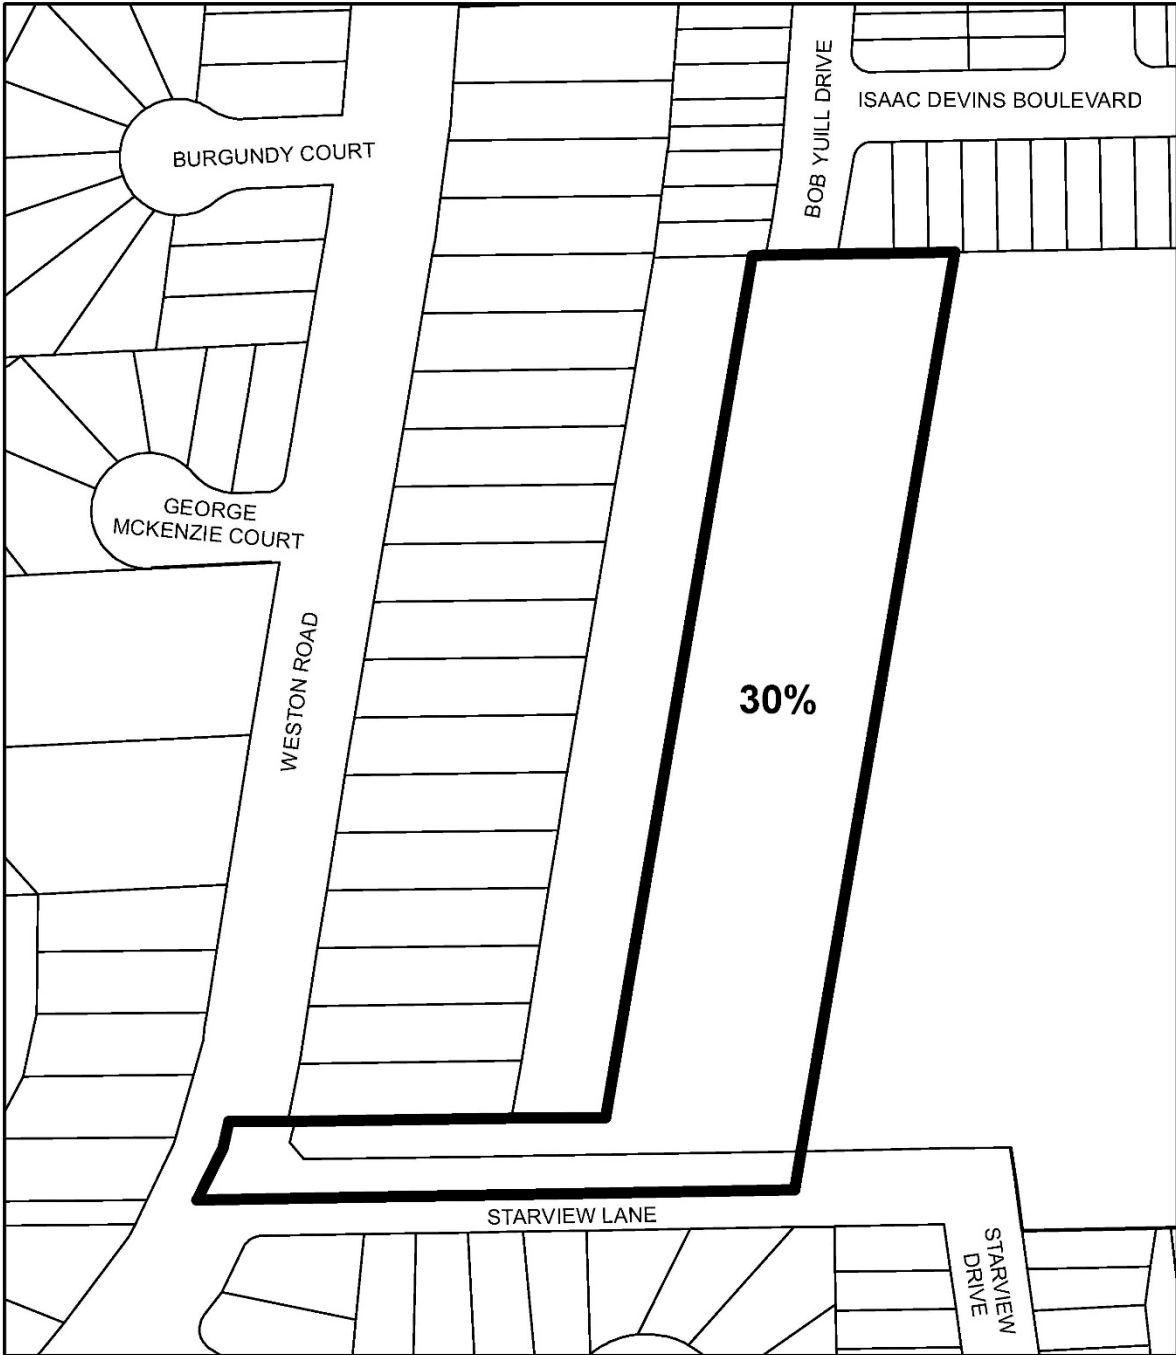 ISAAC DEVINS BOULEVARD
BOB YUILL DRIVE
BURGUNDY COURT
GEORGE
MCKENZIE COURT
WESTON ROAD
30%
STARVIEW LANE
STARVIEW
DRIVE